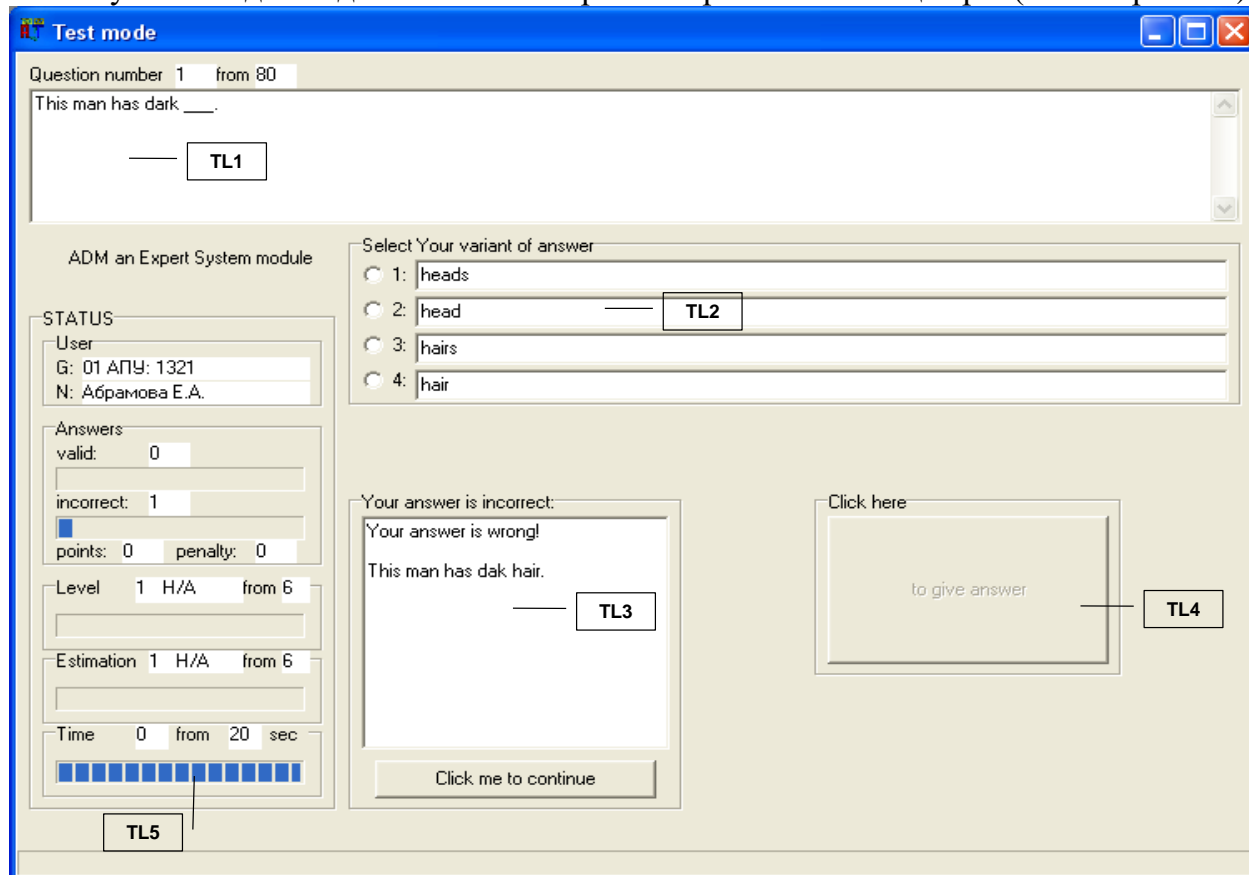 Test mode
Question number 1 from 80
This man has dark ___.
TL1
ADM an Expert System module
Select Your variant of answer
1: heads
2: head
TL2
3: hairs
4: hair
STATUS
User
G: 01 АПУ: 1321
N: Абрамова Е.А.
Answers
valid: 0
incorrect: 1
points: 0 penalty: 0
Level 1 Н/А from 6
Estimation 1 Н/А from 6
Time 0 from 20 sec
TL5
Your answer is incorrect:
Your answer is wrong!
This man has dak hair.
TL3
Click me to continue
Click here
to give answer
TL4